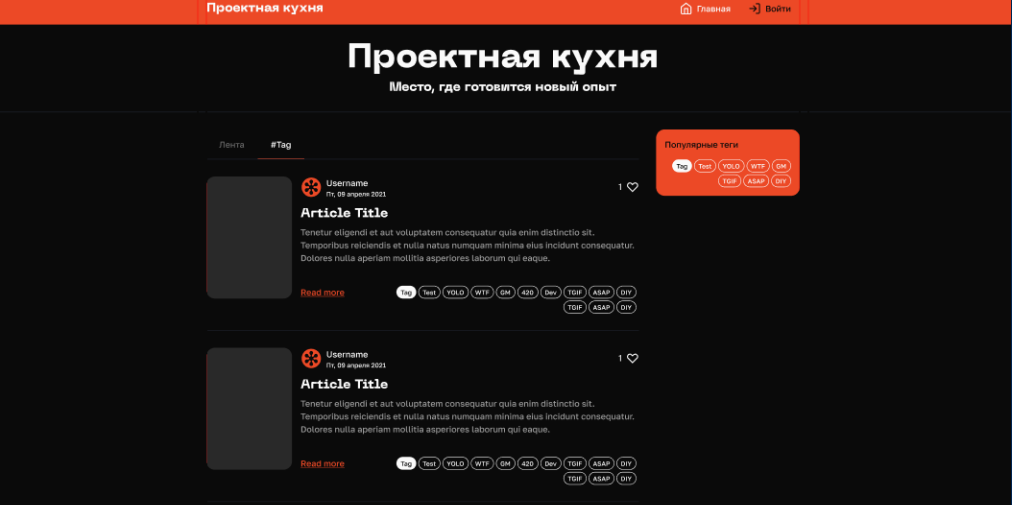 Проектная кухня
Главная
Войти
Проектная кухня
Место, где готовится новый опыт
Лента
#Tag
Популярные теги
Tag Test YOLO WTF GM
TGIF ASAP DIY
Username
Пт, 09 апреля 2021
1
Article Title
Tenetur eligendi et aut voluptatem consequatur quia enim distinctio sit.
Temporibus reiciendis et nulla natus numquam minima eius incidunt consequatur.
Dolores nulla aperiam mollitia asperiores laborum qui eaque.
Read more
Tag Test YOLO WTF GM 420 Dev TGIF ASAP DIY
TGIF ASAP DIY
Username
Пт, 09 апреля 2021
1
Article Title
Tenetur eligendi et aut voluptatem consequatur quia enim distinctio sit.
Temporibus reiciendis et nulla natus numquam minima eius incidunt consequatur.
Dolores nulla aperiam mollitia asperiores laborum qui eaque.
Read more
Tag Test YOLO WTF GM 420 Dev TGIF ASAP DIY
TGIF ASAP DIY